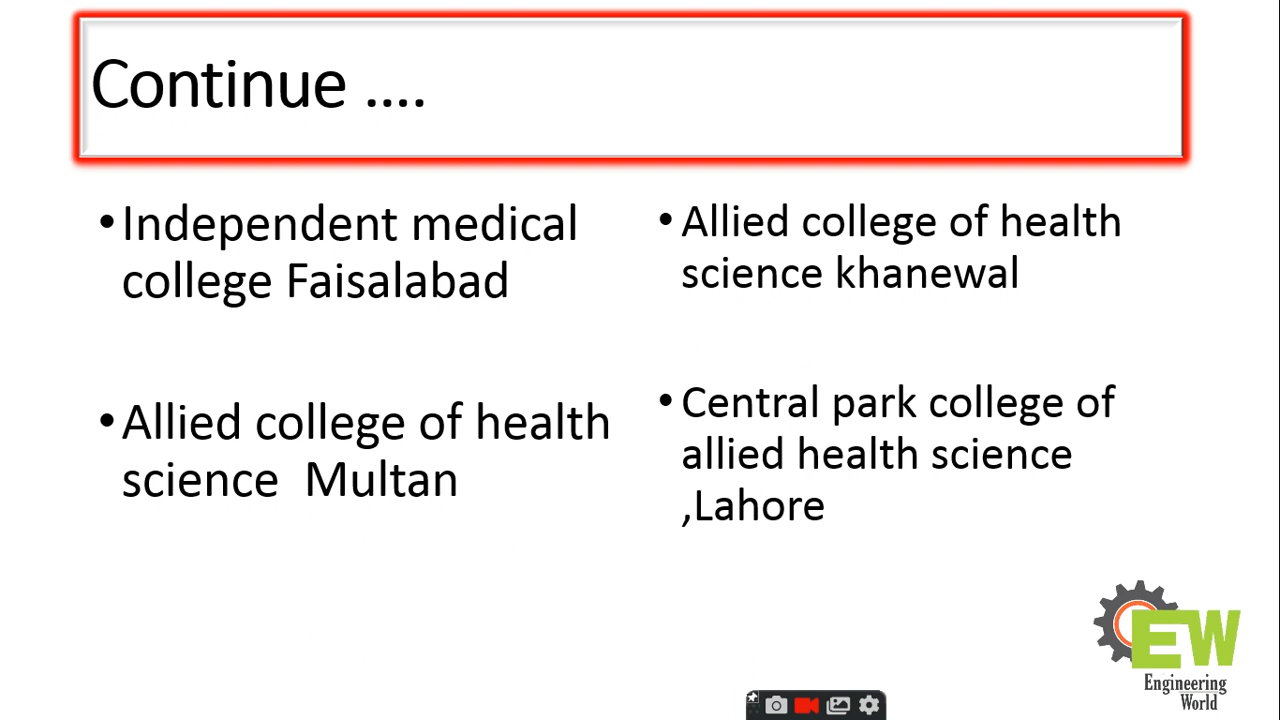 Continue ....
•Independent medical
college Faisalabad
•Allied college of health
science  Multan
•Allied college of health
science khanewal
•Central park college of
allied health science
,Lahore
EW
Engineering
World